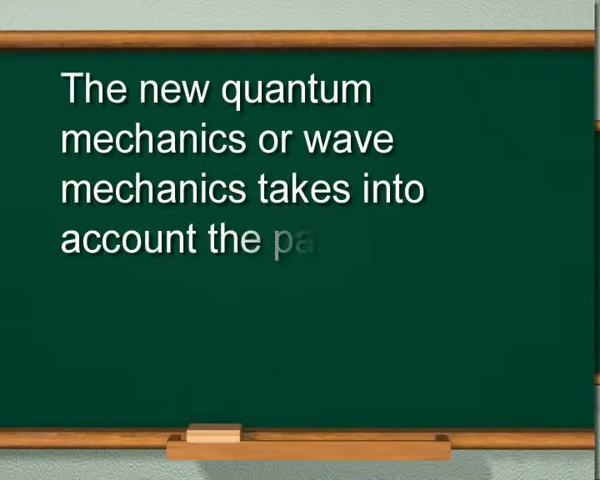 The new quantum
mechanics or wave
mechanics takes into
account the